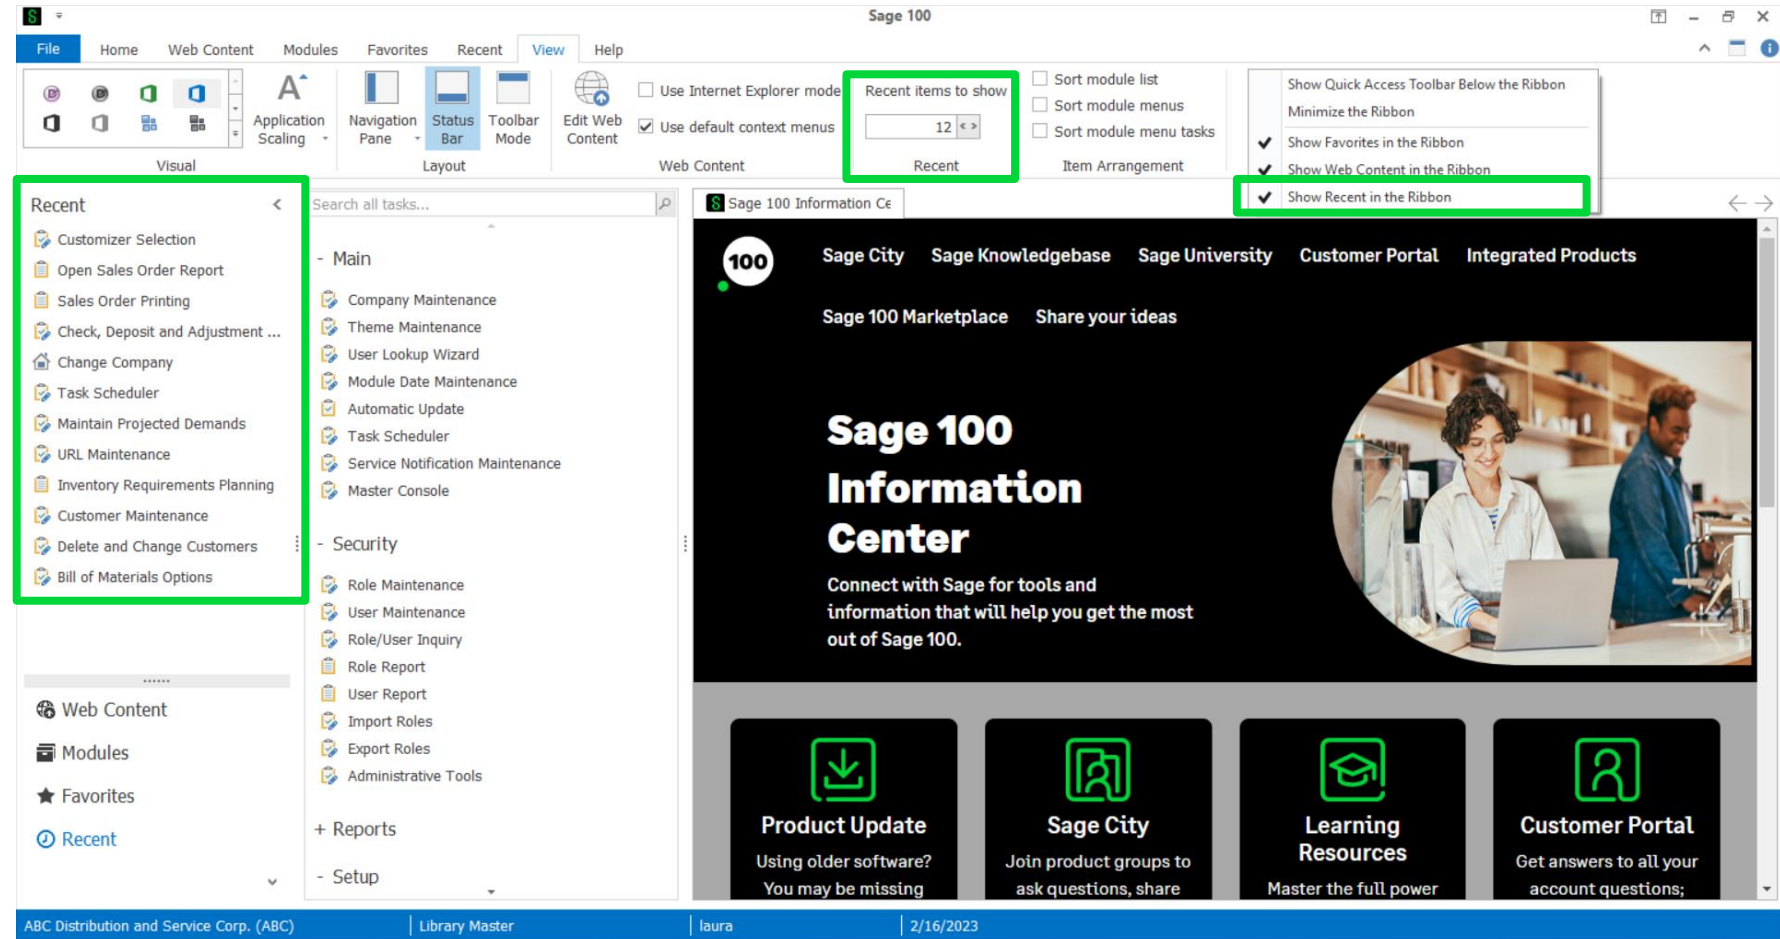 Sage 100
File Home Web Content Modules Favorites Recent View Help
Application Scaling
Visual
Navigation Pane
Status Bar
Toolbar Mode
Layout
Edit Web Content
Use Internet Explorer mode
Use default context menus
Web Content
Recent items to show
12
Recent
Sort module list
Sort module menus
Sort module menu tasks
Item Arrangement
Show Quick Access Toolbar Below the Ribbon
Minimize the Ribbon
Show Favorites in the Ribbon
Show Web Content in the Ribbon
Show Recent in the Ribbon
Recent
Customizer Selection
Open Sales Order Report
Sales Order Printing
Check, Deposit and Adjustment ...
Change Company
Task Scheduler
Maintain Projected Demands
URL Maintenance
Inventory Requirements Planning
Customer Maintenance
Delete and Change Customers
Bill of Materials Options
Web Content
Modules
Favorites
Recent
Search all tasks...
- Main
Company Maintenance
Theme Maintenance
User Lookup Wizard
Module Date Maintenance
Automatic Update
Task Scheduler
Service Notification Maintenance
Master Console
- Security
Role Maintenance
User Maintenance
Role/User Inquiry
Role Report
User Report
Import Roles
Export Roles
Administrative Tools
+ Reports
- Setup
Sage 100 Information Ce
100
Sage City Sage Knowledgebase Sage University Customer Portal Integrated Products
Sage 100 Marketplace Share your ideas
Sage 100
Information
Center
Connect with Sage for tools and
information that will help you get the most
out of Sage 100.
Product Update
Using older software?
You may be missing
Sage City
Join product groups to
ask questions, share
Learning
Resources
Master the full power
Customer Portal
Get answers to all your
account questions;
ABC Distribution and Service Corp. (ABC) Library Master laura 2/16/2023